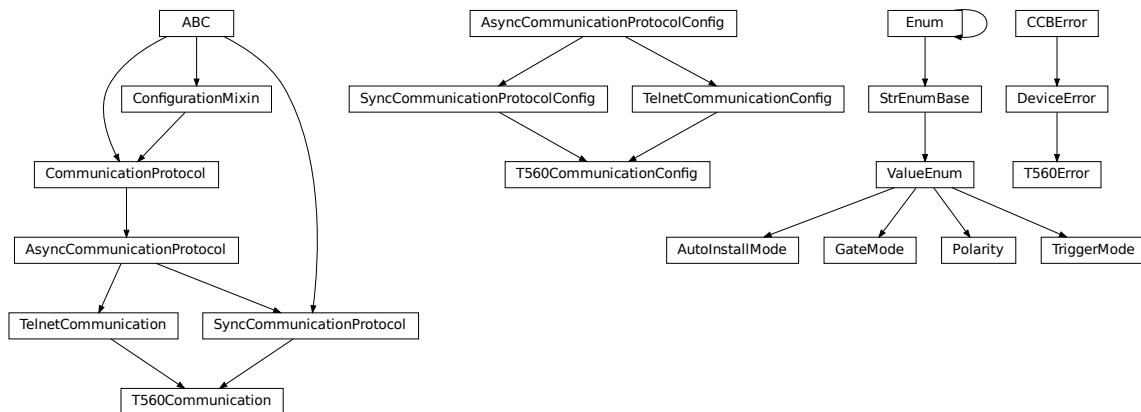 ABC
AsyncCommunicationProtocolConfig
Enum
CCBError
ConfigurationMixin
SyncCommunicationProtocolConfig
TelnetCommunicationConfig
StrEnumBase
DeviceError
CommunicationProtocol
T560CommunicationConfig
ValueEnum
T560Error
AsyncCommunicationProtocol
AutoInstallMode
GateMode
Polarity
TriggerMode
TelnetCommunication
SyncCommunicationProtocol
T560Communication